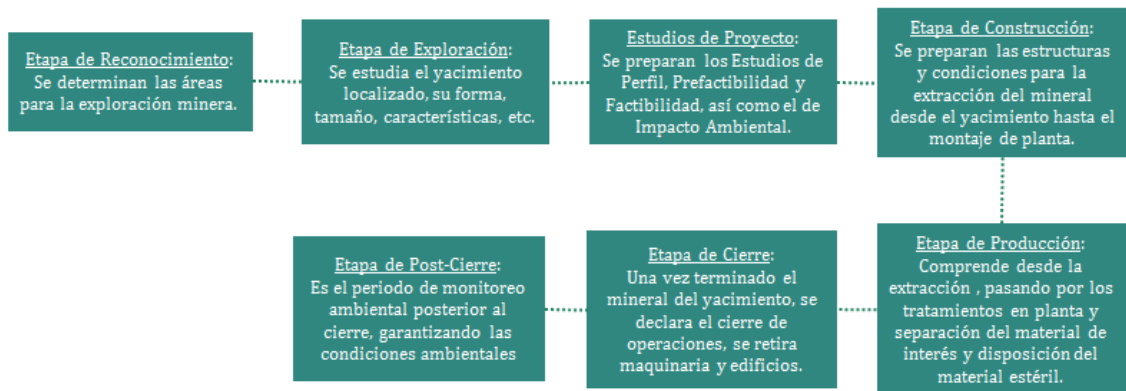 Etapa de Reconocimiento:
Se determinan las áreas
para la exploración minera.
Etapa de Exploración:
Se estudia el yacimiento
localizado, su forma,
tamaño, características, etc.
Estudios de Proyecto:
Se preparan los Estudios de
Perfil, Prefactibilidad y
Factibilidad, así como el de
Impacto Ambiental.
Etapa de Construcción:
Se preparan las estructuras
y condiciones para la
extracción del mineral
desde el yacimiento hasta el
montaje de planta.
Etapa de Producción:
Comprende desde la
extracción , pasando por los
tratamientos en planta y
separación del material de
interés y disposición del
material estéril.
Etapa de Cierre:
Una vez terminado el
mineral del yacimiento, se
declara el cierre de
operaciones, se retira
maquinaria y edificios.
Etapa de Post-Cierre:
Es el periodo de monitoreo
ambiental posterior al
cierre, garantizando las
condiciones ambientales